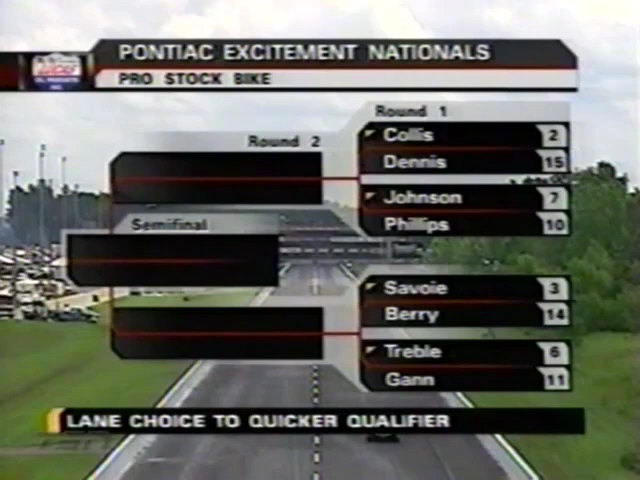 PONTIAC EXCITEMENT NATIONALS
LUCAS
PRO STOCK BIKE
Round 1
Collis 2
Dennis 15
Round 2
Johnson 7
Phillips 10
Semifinal
Savoie 3
Berry 14
Treble 6
Gann 11
LANE CHOICE TO QUICKER QUALIFIER